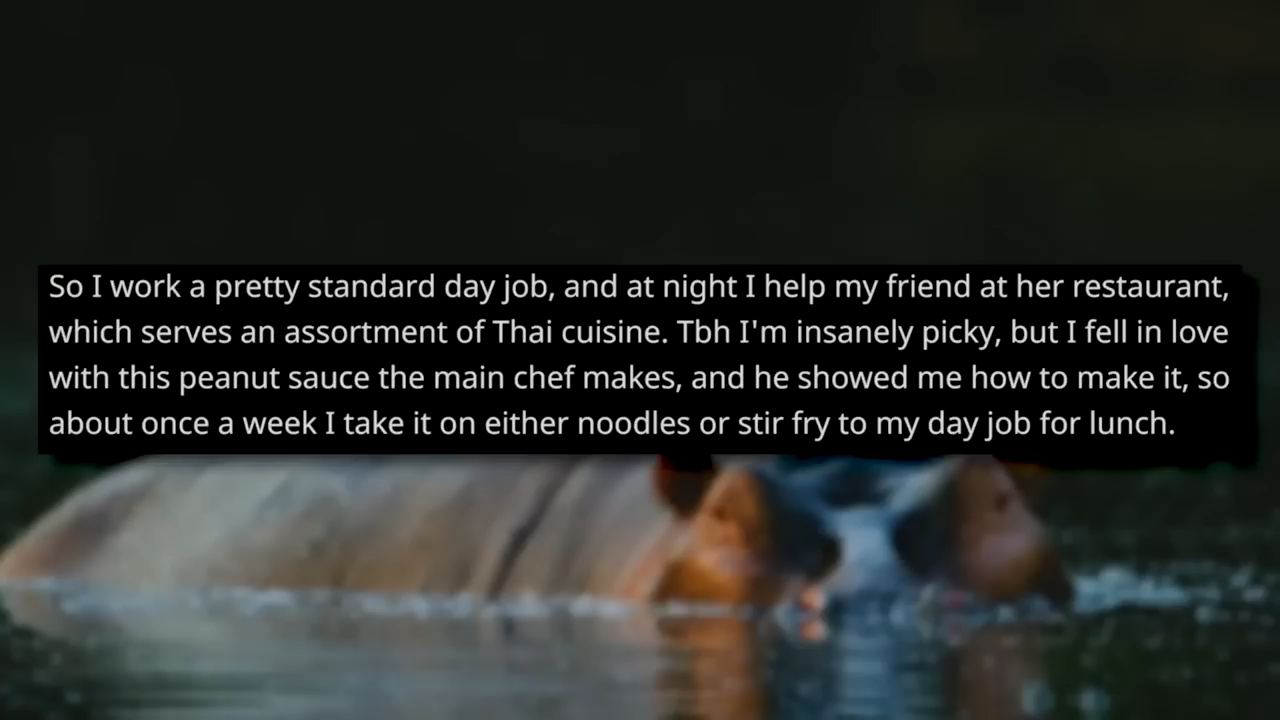 So I work a pretty standard day job, and at night I help my friend at her restaurant,
which serves an assortment of Thai cuisine. Tbh I'm insanely picky, but I fell in love
with this peanut sauce the main chef makes, and he showed me how to make it, so
about once a week I take it on either noodles or stir fry to my day job for lunch.